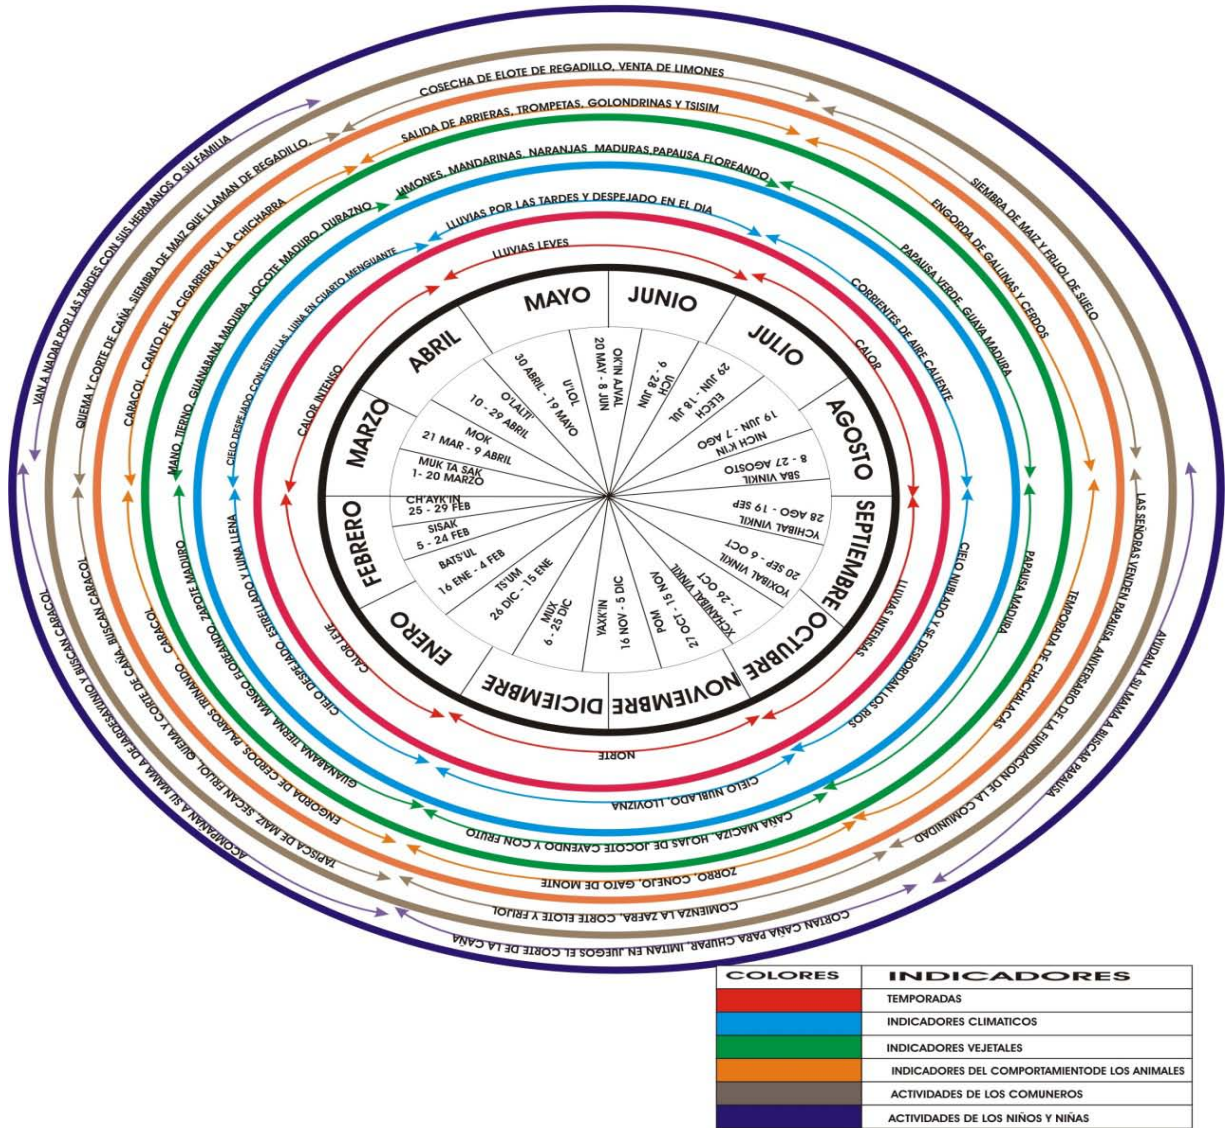 VAN A NADAR POR LAS TARDES CON SUS HERMANOS O SU FAMILIA
AYUDAN A SU MAMA A BUSCAR PAPAUSA
CORTAN CAÑA PARA CHUPAR, IMITAN EN JUEGOS EL CORTE DE LA CAÑA
ACOMPAÑAN A SU MAMA A DEJARDESAYUNO Y BUSCAN CARACOL
QUEMA Y CORTE DE CAÑA, SIEMBRA DE MAIZ QUE LLAMAN DE REGADILLO,
COSECHA DE ELOTE DE REGADILLO, VENTA DE LIMONES
SIEMBRA DE MAIZ Y FRIJOL DE SUELO
LAS SEÑORAS VENDEN PAPAUSA, ANIVERSARIO DE LA FUNDACION DE LA COMUNIDAD
COMIENZA LA ZAFRA, CORTE ELOTE Y FRIJOL
TAPISCA DE MAIZ, SECAN FRIJOL QUEMA Y CORTE DE CAÑA, BUSCAN CARACOL
CARACOL , CANTO DE LA CIGARRERA Y LA CHICHARRA
SALIDA DE ARRIERAS, TROMPETAS, GOLONDRINAS Y TSISIM
ENGORDA DE GALLINAS Y CERDOS
TEMPORADA DE CHACHALACAS
ZORRO, CONEJO, GATO DE MONTE
ENGORDA DE CERDOS, PAJAROS TRINANDO , CARACOL
MANO, TIERNO, GUANABANA MADURA, JOCOTE MADURO, DURAZNO
LIMONES, MANDARINAS, NARANJAS MADURAS,PAPAUSA FLOREANDO
PAPAUSA VERDE, GUAYA MADURA
PAPAUSA MADURA
CAÑA MACIZA, HOJAS DE JOCOTE CAYENDO Y CON FRUTO
GUANABANA TIERNA, MANGO FLOREANDO, ZAPOTE MADURO
CIELO DESPEJADO CON ESTRELLAS, LUNA EN CUARTO MENGUANTE
LLUVIAS POR LAS TARDES Y DESPEJADO EN EL DIA
CORRIENTES DE AIRE CALIENTE
CIELO NUBLADO Y SE DESBORDAN LOS RIOS
CIELO NUBLADO, LLOVIZNA
CIELO DESPEJADO, ESTRELLADO Y LUNA LLENA
CALOR INTENSO
LLUVIAS LEVES
CALOR
LLUVIAS INTENSAS
NORTE
CALOR LEVE
ENERO
FEBRERO
MARZO
ABRIL
MAYO
JUNIO
JULIO
AGOSTO
SEPTIEMBRE
OCTUBRE
NOVIEMBRE
DICIEMBRE
TS'UM
26 DIC - 15 ENE
BATS'UL
16 ENE - 4 FEB
SISAK
5 - 24 FEB
CH'AYK'IN
25 - 29 FEB
MUK TA SAK
1- 20 MARZO
MOK
21 MAR - 9 ABRIL
O'LALTI'
10 - 29 ABRIL
U'LOL
30 ABRIL - 19 MAYO
OK'IN AJVAL
20 MAY - 8 JUN
UCH
9 - 28 JUN
ELECH
29 JUN -18 JUL
NICH K'IN
19 JUN - 7 AGO
SBA VINKIL
8 - 27 AGOSTO
YCHIBAL VINKIL
28 AGO - 19 SEP
YOXIBAL VINKIL
20 SEP - 6 OCT
XCHANIBAL VINKIL
7 - 26 OCT
POM
27 OCT - 15 NOV
YAXK'IN
16 NOV - 5 DIC
MUX
6 - 25 DIC
COLORES INDICADORES
TEMPORADAS
INDICADORES CLIMATICOS
INDICADORES VEJETALES
INDICADORES DEL COMPORTAMIENTODE LOS ANIMALES
ACTIVIDADES DE LOS COMUNEROS
ACTIVIDADES DE LOS NIÑOS Y NIÑAS